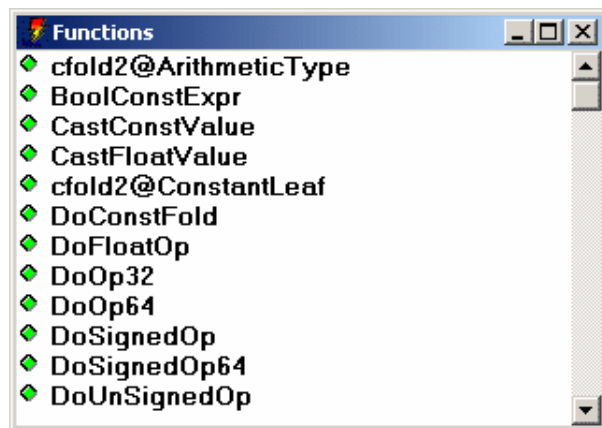 Functions
cfold2@ArithmeticType
BoolConstExpr
CastConstValue
CastFloatValue
cfold2@ConstantLeaf
DoConstFold
DoFloatOp
DoOp32
DoOp64
DoSignedOp
DoSignedOp64
DoUnSignedOp